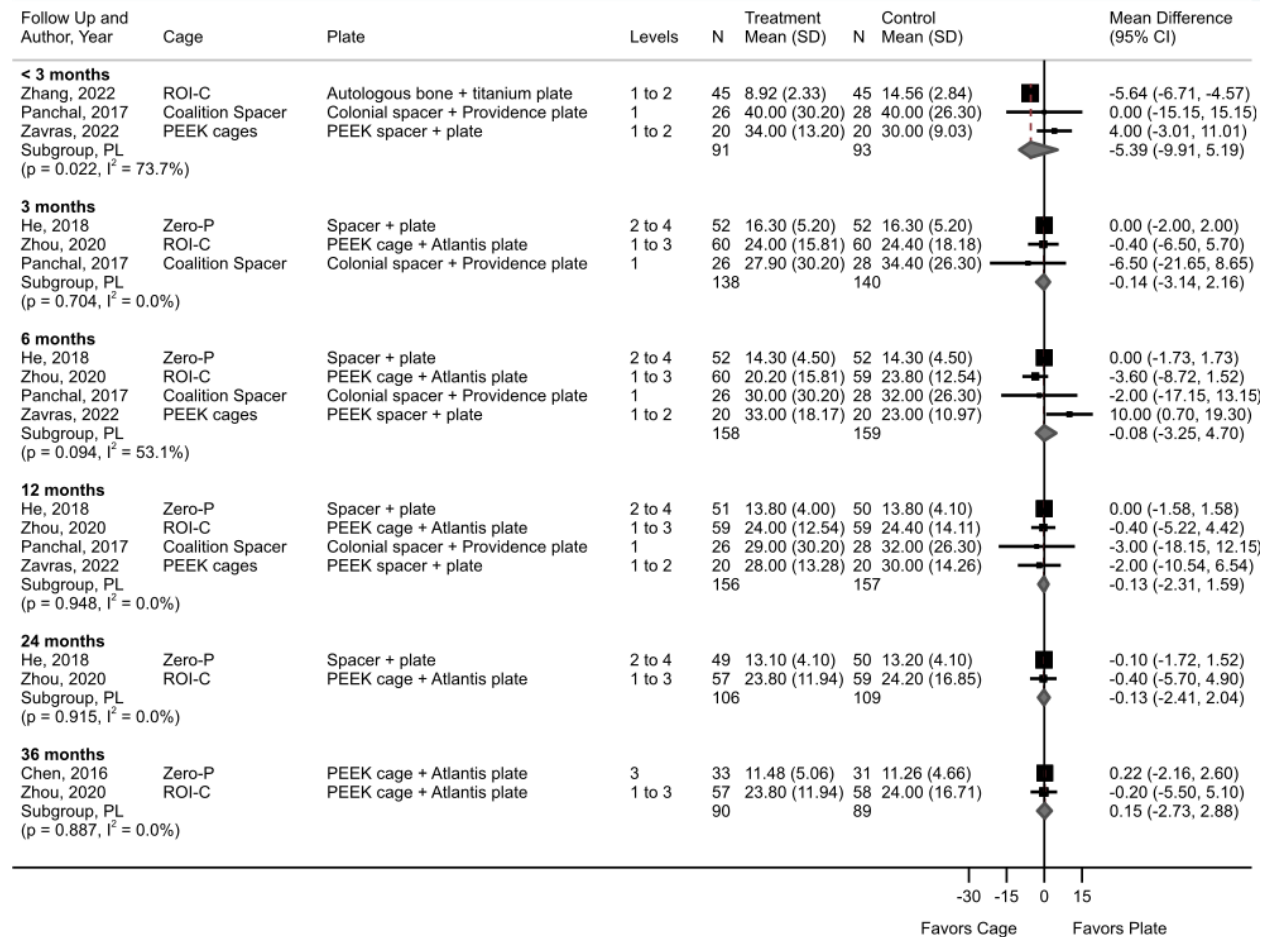 Follow Up and Treatment Control Mean Difference
Author, Year Cage Plate Levels N Mean (SD) N Mean (SD) (95% CI)
< 3 months
Zhang, 2022 ROI-C Autologous bone + titanium plate 1 to 2 45 8.92 (2.33) 45 14.56 (2.84) -5.64 (-6.71, -4.57)
Panchal, 2017 Coalition Spacer Colonial spacer + Providence plate 1 26 40.00 (30.20) 28 40.00 (26.30) 0.00 (-15.15, 15.15)
Zavras, 2022 PEEK cages PEEK spacer + plate 1 to 2 20 34.00 (13.20) 20 30.00 (9.03) 4.00 (-3.01, 11.01)
Subgroup, PL 91 93 -5.39 (-9.91, 5.19)
(p = 0.022, I² = 73.7%)
3 months
He, 2018 Zero-P Spacer + plate 2 to 4 52 16.30 (5.20) 52 16.30 (5.20) 0.00 (-2.00, 2.00)
Zhou, 2020 ROI-C PEEK cage + Atlantis plate 1 to 3 60 24.00 (15.81) 60 24.40 (18.18) -0.40 (-6.50, 5.70)
Panchal, 2017 Coalition Spacer Colonial spacer + Providence plate 1 26 27.90 (30.20) 28 34.40 (26.30) -6.50 (-21.65, 8.65)
Subgroup, PL 138 140 -0.14 (-3.14, 2.16)
(p = 0.704, I² = 0.0%)
6 months
He, 2018 Zero-P Spacer + plate 2 to 4 52 14.30 (4.50) 52 14.30 (4.50) 0.00 (-1.73, 1.73)
Zhou, 2020 ROI-C PEEK cage + Atlantis plate 1 to 3 60 20.20 (15.81) 59 23.80 (12.54) -3.60 (-8.72, 1.52)
Panchal, 2017 Coalition Spacer Colonial spacer + Providence plate 1 26 30.00 (30.20) 28 32.00 (26.30) -2.00 (-17.15, 13.15)
Zavras, 2022 PEEK cages PEEK spacer + plate 1 to 2 20 33.00 (18.17) 20 23.00 (10.97) 10.00 (0.70, 19.30)
Subgroup, PL 158 159 -0.08 (-3.25, 4.70)
(p = 0.094, I² = 53.1%)
12 months
He, 2018 Zero-P Spacer + plate 2 to 4 51 13.80 (4.00) 50 13.80 (4.10) 0.00 (-1.58, 1.58)
Zhou, 2020 ROI-C PEEK cage + Atlantis plate 1 to 3 59 24.00 (12.54) 59 24.40 (14.11) -0.40 (-5.22, 4.42)
Panchal, 2017 Coalition Spacer Colonial spacer + Providence plate 1 26 29.00 (30.20) 28 32.00 (26.30) -3.00 (-18.15, 12.15)
Zavras, 2022 PEEK cages PEEK spacer + plate 1 to 2 20 28.00 (13.28) 20 30.00 (14.26) -2.00 (-10.54, 6.54)
Subgroup, PL 156 157 -0.13 (-2.31, 1.59)
(p = 0.948, I² = 0.0%)
24 months
He, 2018 Zero-P Spacer + plate 2 to 4 49 13.10 (4.10) 50 13.20 (4.10) -0.10 (-1.72, 1.52)
Zhou, 2020 ROI-C PEEK cage + Atlantis plate 1 to 3 57 23.80 (11.94) 59 24.20 (16.85) -0.40 (-5.70, 4.90)
Subgroup, PL 106 109 -0.13 (-2.41, 2.04)
(p = 0.915, I² = 0.0%)
36 months
Chen, 2016 Zero-P PEEK cage + Atlantis plate 3 33 11.48 (5.06) 31 11.26 (4.66) 0.22 (-2.16, 2.60)
Zhou, 2020 ROI-C PEEK cage + Atlantis plate 1 to 3 57 23.80 (11.94) 58 24.00 (16.71) -0.20 (-5.50, 5.10)
Subgroup, PL 90 89 0.15 (-2.73, 2.88)
(p = 0.887, I² = 0.0%)
-30 -15 0 15
Favors Cage Favors Plate